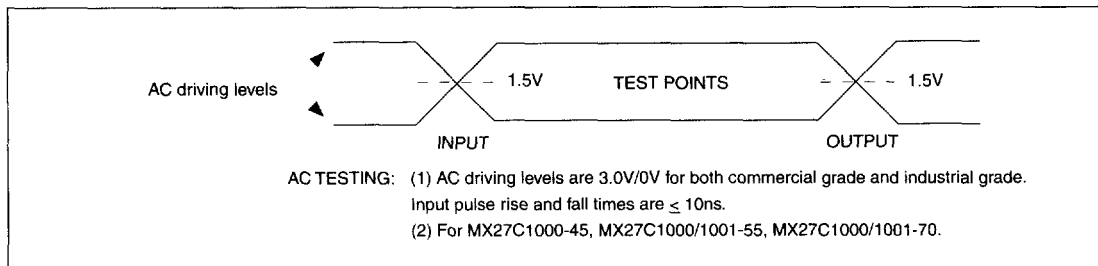 AC driving levels
1.5V
TEST POINTS
1.5V
INPUT
OUTPUT
AC TESTING: (1) AC driving levels are 3.0V/0V for both commercial grade and industrial grade.
Input pulse rise and fall times are ≤ 10ns.
(2) For MX27C1000-45, MX27C1000/1001-55, MX27C1000/1001-70.